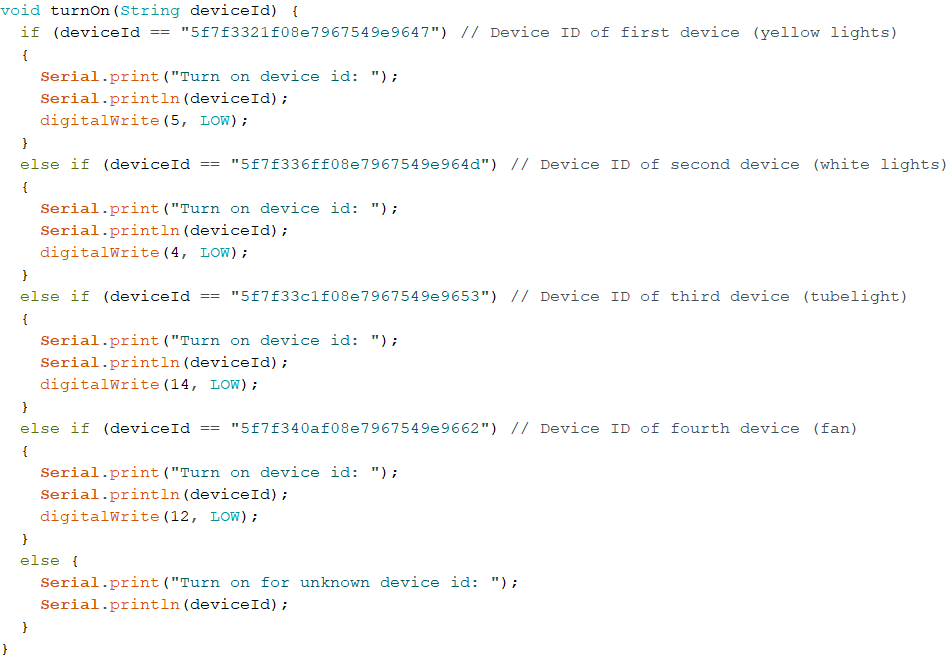 void turnOn(String deviceId) {
  if (deviceId == "5f7f3321f08e7967549e9647") // Device ID of first device (yellow lights)
  {
    Serial.print("Turn on device id: ");
    Serial.println(deviceId);
    digitalWrite(5, LOW);
  }
  else if (deviceId == "5f7f336ff08e7967549e964d") // Device ID of second device (white lights)
  {
    Serial.print("Turn on device id: ");
    Serial.println(deviceId);
    digitalWrite(4, LOW);
  }
  else if (deviceId == "5f7f33c1f08e7967549e9653") // Device ID of third device (tubelight)
  {
    Serial.print("Turn on device id: ");
    Serial.println(deviceId);
    digitalWrite(14, LOW);
  }
  else if (deviceId == "5f7f340af08e7967549e9662") // Device ID of fourth device (fan)
  {
    Serial.print("Turn on device id: ");
    Serial.println(deviceId);
    digitalWrite(12, LOW);
  }
  else {
    Serial.print("Turn on for unknown device id: ");
    Serial.println(deviceId);
  }
}